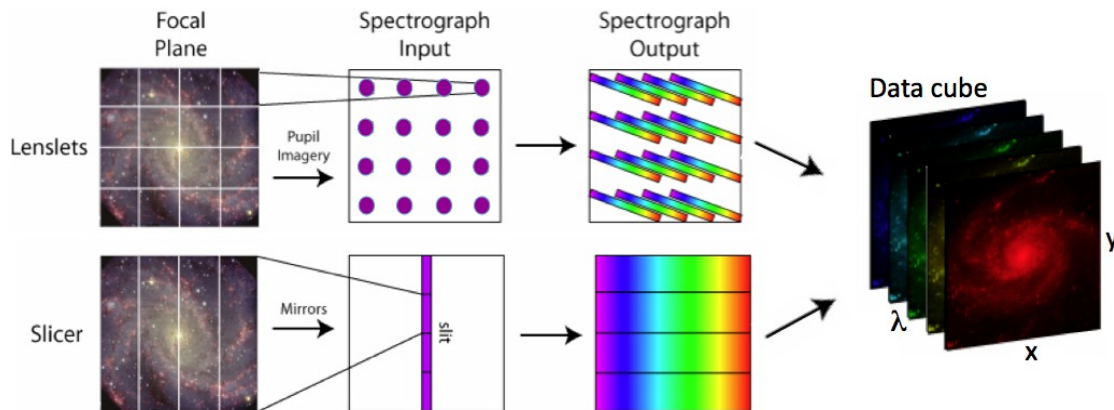 Focal
Plane
Spectrograph
Input
Spectrograph
Output
Lenslets
Pupil
Imagery
Data cube
y
Slicer
Mirrors
slit
λ
x